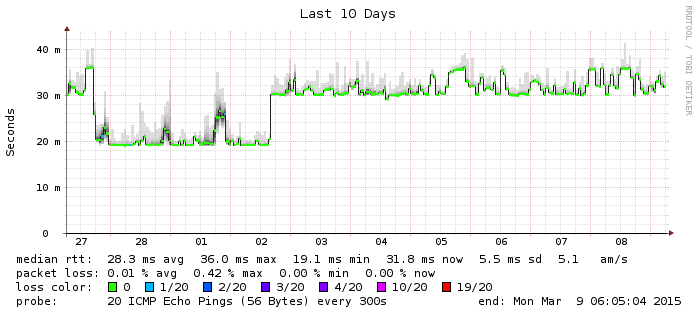 Last 10 Days
RRDTOOL / TOBI OETIKER
Seconds
40 m
30 m
20 m
10 m
0
27 28 01 02 03 04 05 06 07 08
median rtt: 28.3 ms avg 36.0 ms max 19.1 ms min 31.8 ms now 5.5 ms sd 5.1 am/s
packet loss: 0.01 % avg 0.42 % max 0.00 % min 0.00 % now
loss color: 0 1/20 2/20 3/20 4/20 10/20 19/20
probe: 20 ICMP Echo Pings (56 Bytes) every 300s end: Mon Mar 9 06:05:04 2015